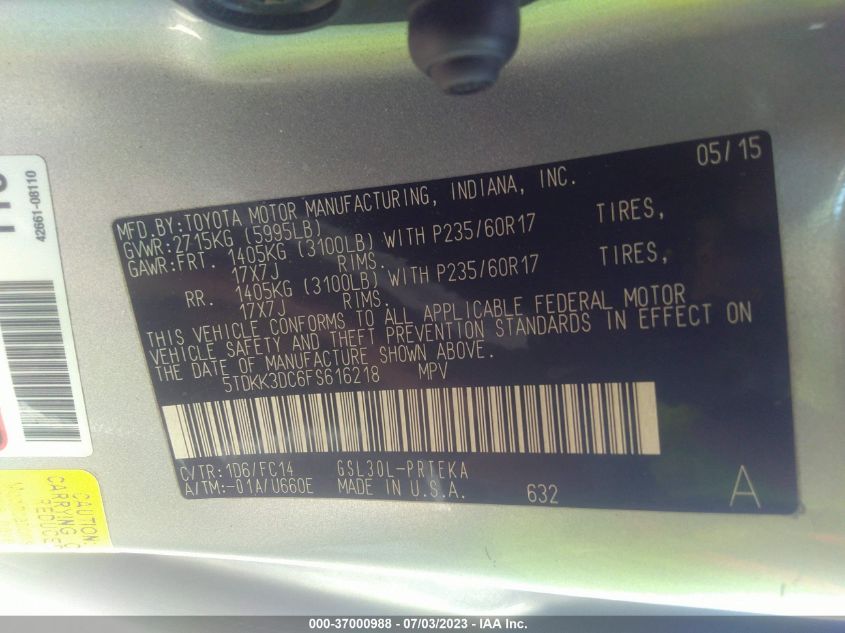 MFD.BY:TOYOTA MOTOR MANUFACTURING, INDIANA, INC. 05/15
GVWR:2715KG (5995LB)
GAWR:FRT. 1405KG (3100LB) WITH P235/60R17 TIRES,
17X7J RIMS.
RR. 1405KG (3100LB) WITH P235/60R17 TIRES,
17X7J RIMS.
THIS VEHICLE CONFORMS TO ALL APPLICABLE FEDERAL MOTOR
VEHICLE SAFETY AND THEFT PREVENTION STANDARDS IN EFFECT ON
THE DATE OF MANUFACTURE SHOWN ABOVE.
5TDKK3DC6FS616218 MPV
C/TR:1D6/FC14 GSL30L-PRTEKA
A/TM:-01A/U660E MADE IN U.S.A. 632 A
42661-08110
CAUTION:
CARRYING C
REDUCE
000-37000988 - 07/03/2023 - IAA Inc.